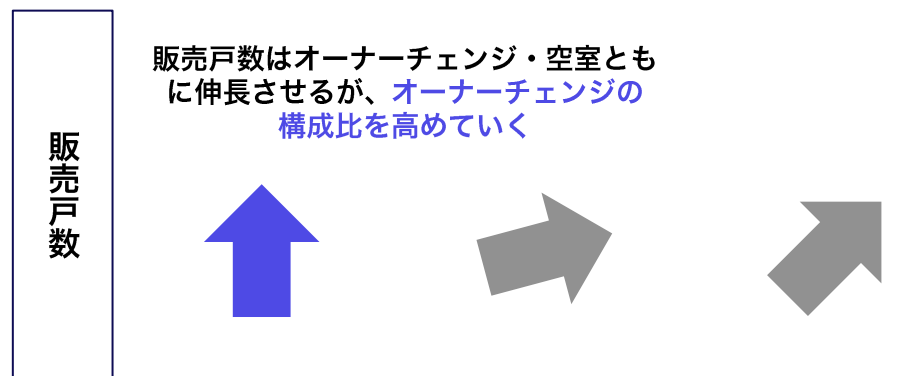 販売戸数
販売戸数はオーナーチェンジ・空室とも
に伸長させるが、オーナーチェンジの
構成比を高めていく